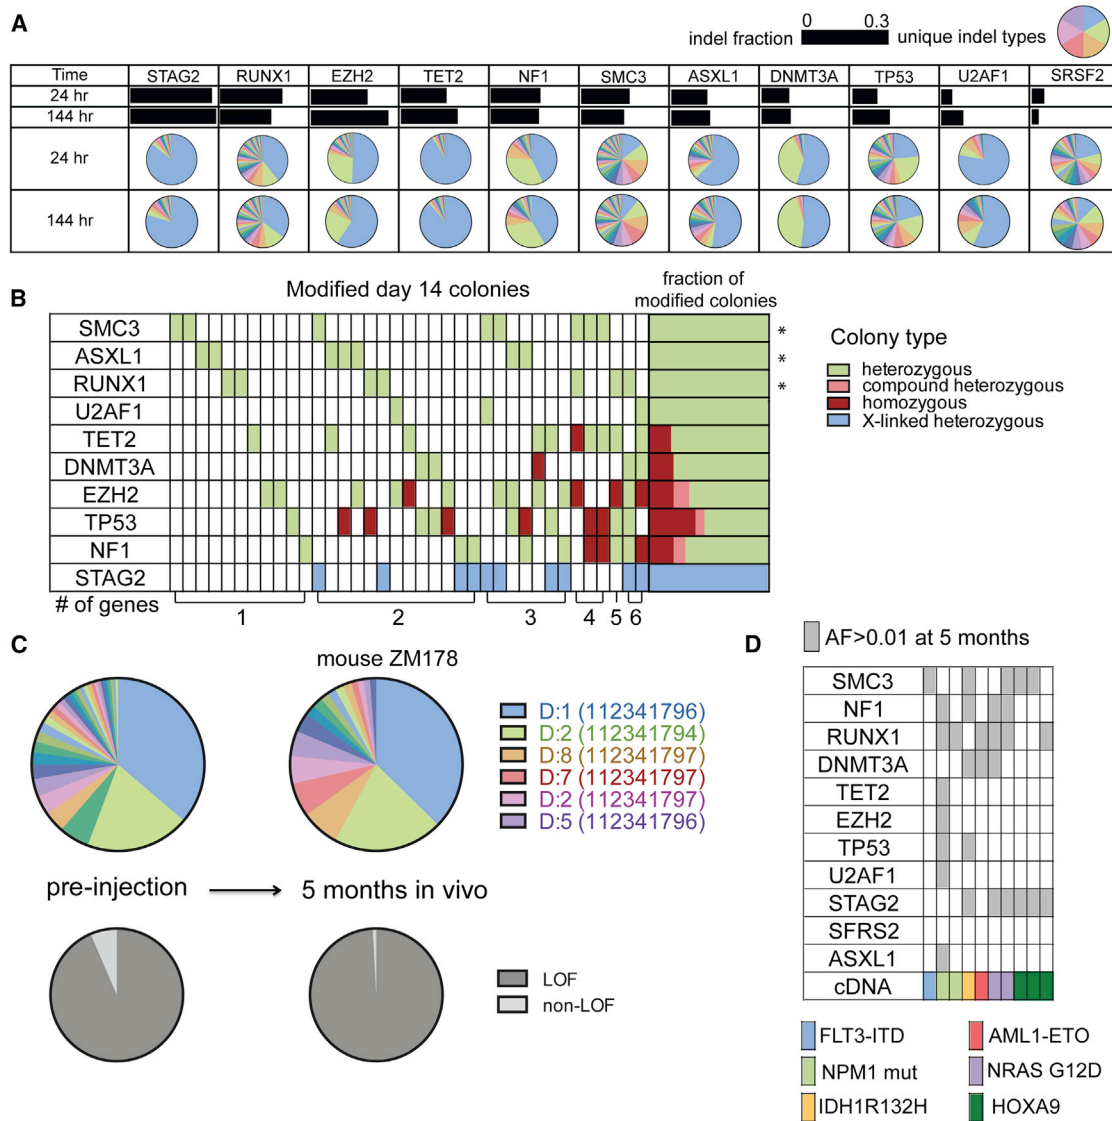 A
indel fraction 0 0.3 unique indel types
Time STAG2 RUNX1 EZH2 TET2 NF1 SMC3 ASXL1 DNMT3A TP53 U2AF1 SRSF2
24 hr
144 hr
24 hr
144 hr
B
Modified day 14 colonies
fraction of
modified colonies
SMC3 *
ASXL1 *
RUNX1 *
U2AF1
TET2
DNMT3A
EZH2
TP53
NF1
STAG2
# of genes 1 2 3 4 5 6
Colony type
heterozygous
compound heterozygous
homozygous
X-linked heterozygous
C
mouse ZM178
D:1 (112341796)
D:2 (112341794)
D:8 (112341797)
D:7 (112341797)
D:2 (112341797)
D:5 (112341796)
pre-injection 5 months in vivo
LOF
non-LOF
D
AF>0.01 at 5 months
SMC3
NF1
RUNX1
DNMT3A
TET2
EZH2
TP53
U2AF1
STAG2
SFRS2
ASXL1
cDNA
FLT3-ITD
NPM1 mut
IDH1R132H
AML1-ETO
NRAS G12D
HOXA9